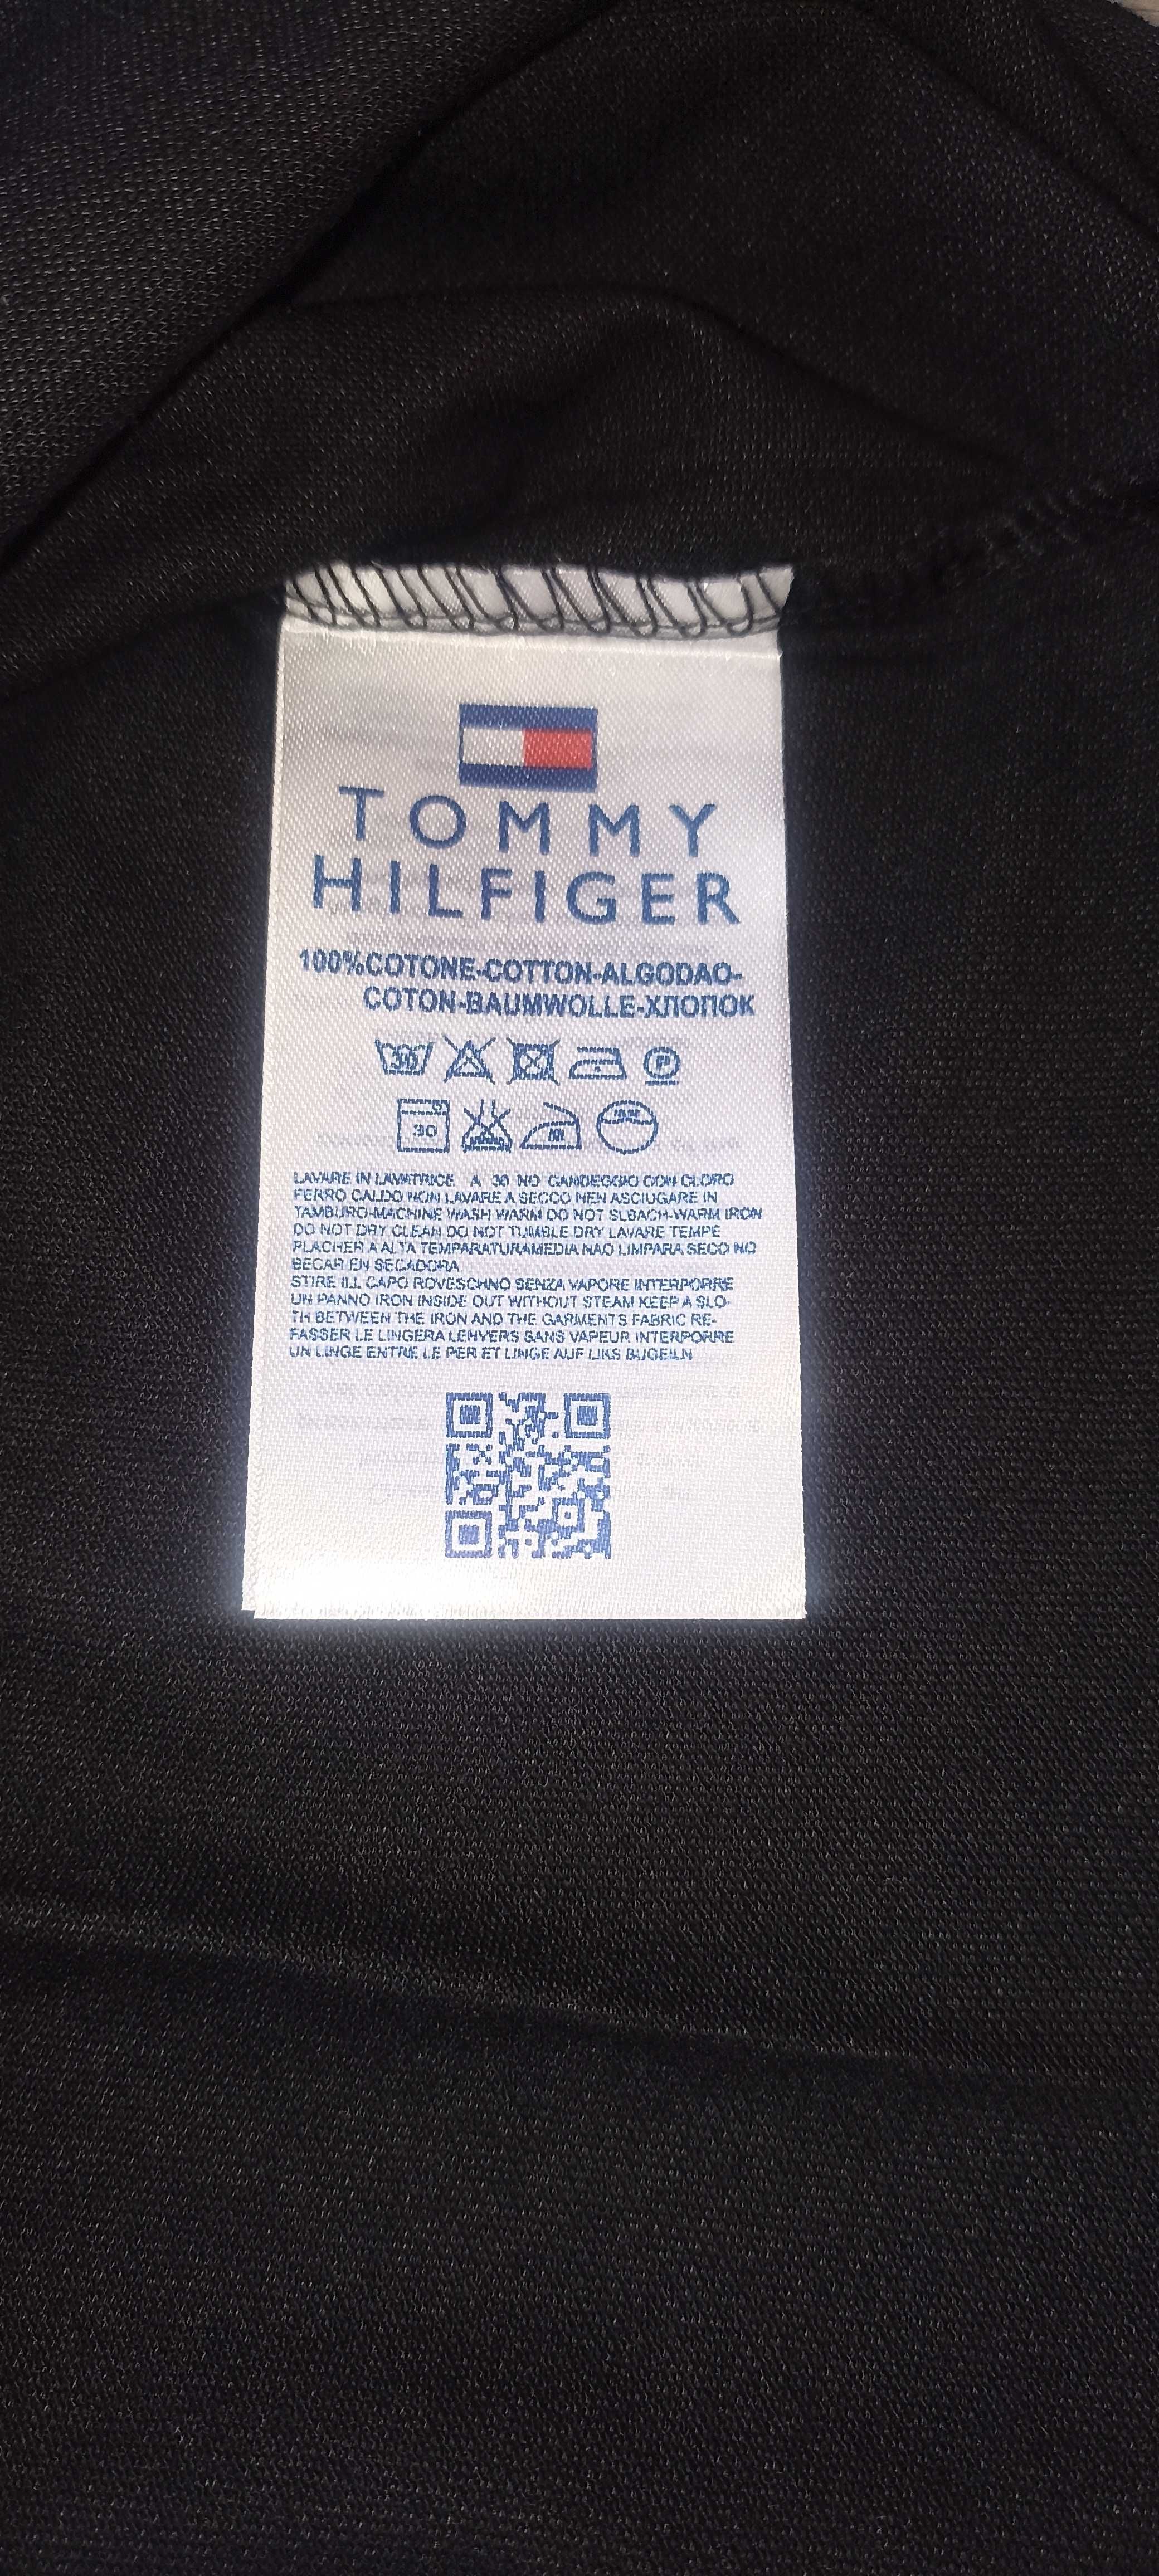 TOMMY
HILFIGER
100%COTONE-COTTON-ALGODAO-
COTON-BAUMWOLLE-ХЛОПОК
30
P
30
LAVARE IN LAVATRICE A 30 NO CANDEGGIO CON CLORO
FERRO CALDO NON LAVARE A SECCO NEN ASCIUGARE IN
TAMBURO-MACHINE WASH WARM DO NOT SLBACH-WARM IRON
DO NOT DRY CLEAN DO NOT TUMBLE DRY LAVARE TEMPE
PLACHER A ALTA TEMPARATURAMEDIA NAO LIMPARA SECO NO
BECAR EN SECADORA
STIRE ILL CAPO ROVESCHNO SENZA VAPORE INTERPORRE
UN PANNO IRON INSIDE OUT WITHOUT STEAM KEEP A SLO-
TH BETWEEN THE IRON AND THE GARMENTS FABRIC RE-
FASSER LE LINGERA LENVERS SANS VAPEUR INTERPORRE
UN LINGE ENTRE LE PER ET LINGE AUF LIKS BUGEILN